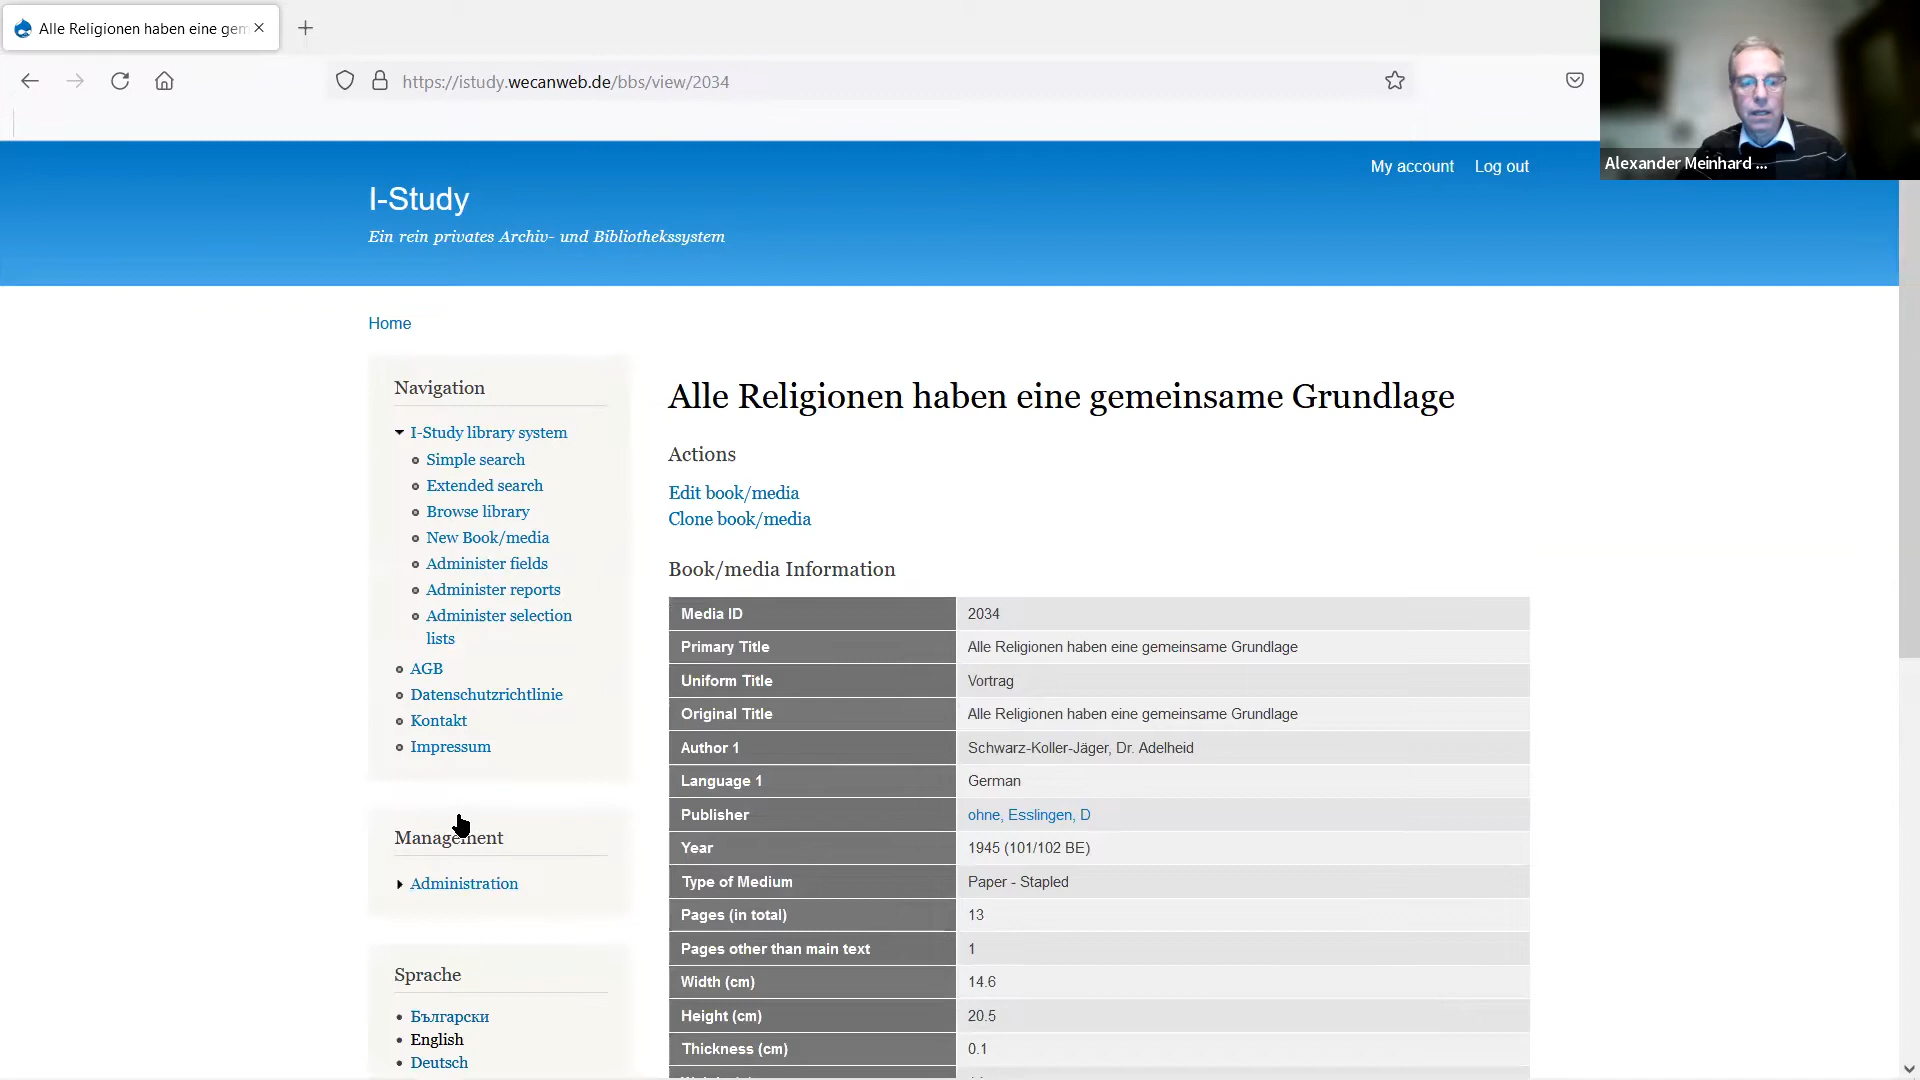 Alle Religionen haben eine gem
https://istudy.wecanweb.de/bbs/view/2034
Alexander Meinhard ...
My account Log out
I-Study
Ein rein privates Archiv- und Bibliothekssystem
Home
Navigation
I-Study library system
Simple search
Extended search
Browse library
New Book/media
Administer fields
Administer reports
Administer selection
lists
AGB
Datenschutzrichtlinie
Kontakt
Impressum
Management
Administration
Sprache
Български
English
Deutsch
Alle Religionen haben eine gemeinsame Grundlage
Actions
Edit book/media
Clone book/media
Book/media Information
Media ID 2034
Primary Title Alle Religionen haben eine gemeinsame Grundlage
Uniform Title Vortrag
Original Title Alle Religionen haben eine gemeinsame Grundlage
Author 1 Schwarz-Koller-Jäger, Dr. Adelheid
Language 1 German
Publisher ohne, Esslingen, D
Year 1945 (101/102 BE)
Type of Medium Paper - Stapled
Pages (in total) 13
Pages other than main text 1
Width (cm) 14.6
Height (cm) 20.5
Thickness (cm) 0.1